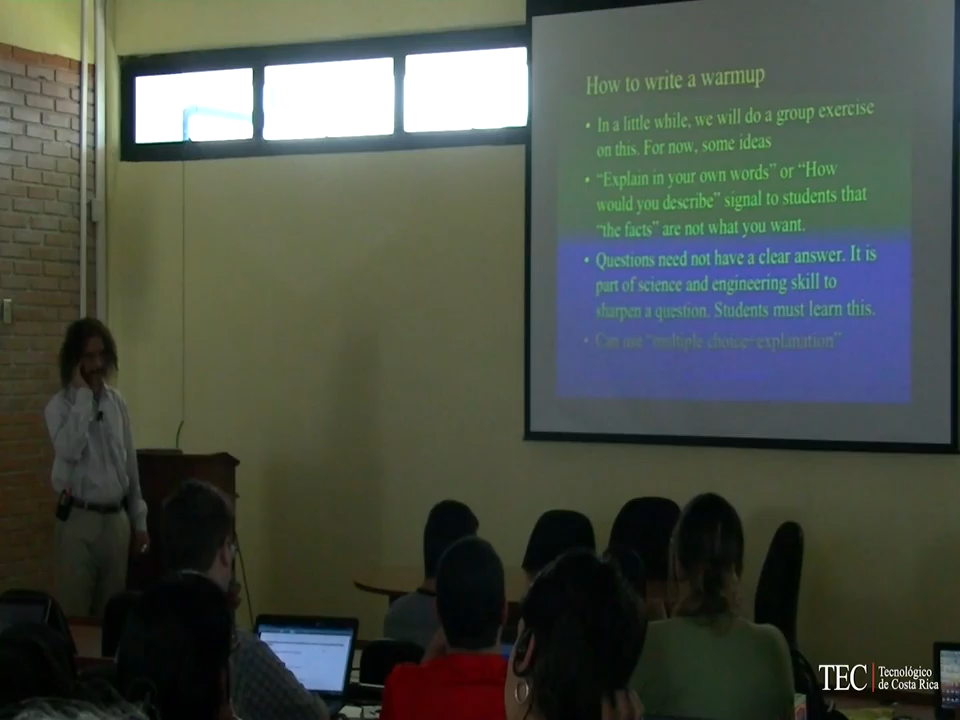 How to write a warmup
• In a little while, we will do a group exercise
on this. For now, some ideas
• “Explain in your own words” or “How
would you describe” signal to students that
“the facts” are not what you want.
• Questions need not have a clear answer. It is
part of science and engineering skill to
sharpen a question. Students must learn this.
• Can use “multiple choice+explanation”
TEC | Tecnológico
de Costa Rica